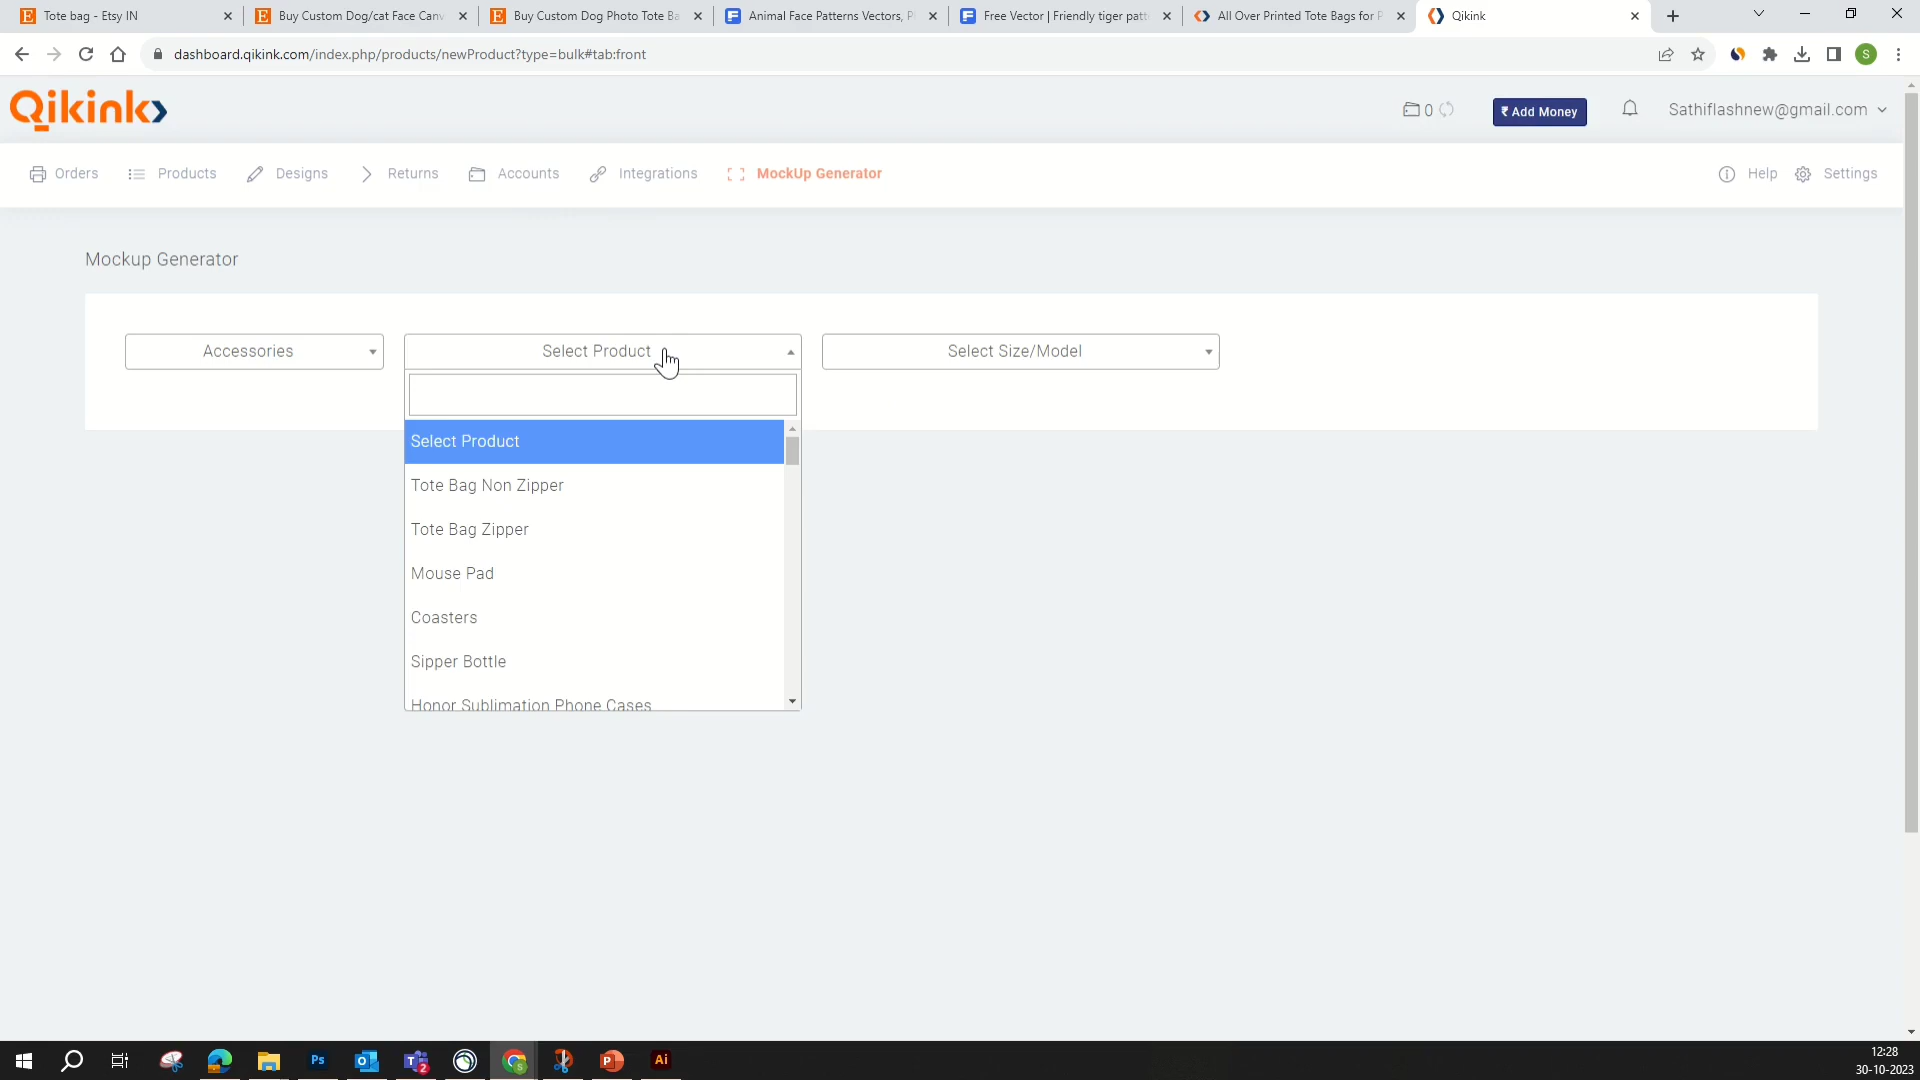 Tote bag - Etsy IN
Buy Custom Dog/cat Face Canv
Buy Custom Dog Photo Tote Ba
Animal Face Patterns Vectors, P
Free Vector | Friendly tiger patte
All Over Printed Tote Bags for P
Qikink
dashboard.qikink.com/index.php/products/newProduct?type=bulk#tab:front
S
Qikink
0
₹ Add Money
Sathiflashnew@gmail.com
Orders
Products
Designs
Returns
Accounts
Integrations
MockUp Generator
Help
Settings
Mockup Generator
Accessories
Select Product
Select Size/Model
Select Product
Tote Bag Non Zipper
Tote Bag Zipper
Mouse Pad
Coasters
Sipper Bottle
Honor Sublimation Phone Cases
12:28
30-10-2023